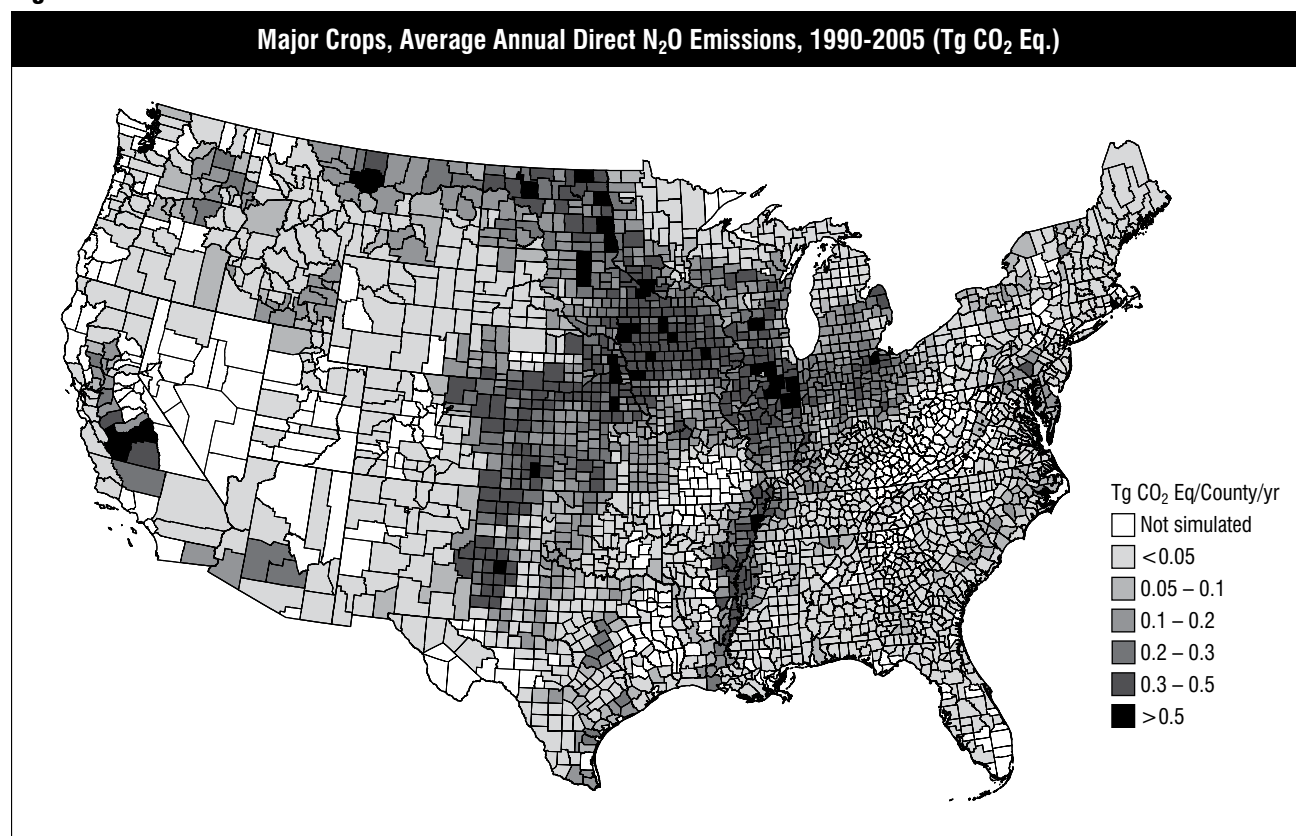 Major Crops, Average Annual Direct N₂O Emissions, 1990-2005 (Tg CO₂ Eq.)
Tg CO₂ Eq/County/yr
Not simulated
<0.05
0.05 – 0.1
0.1 – 0.2
0.2 – 0.3
0.3 – 0.5
>0.5